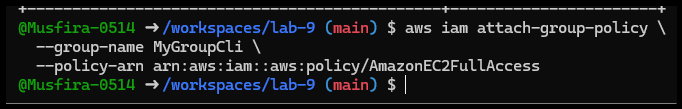 @Musfira-0514 ➜/workspaces/lab-9 (main) $ aws iam attach-group-policy \
--group-name MyGroupCli \
--policy-arn arn:aws:iam::aws:policy/AmazonEC2FullAccess
@Musfira-0514 ➜/workspaces/lab-9 (main) $